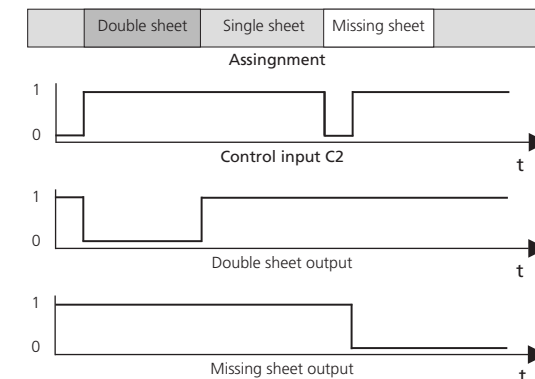 Double sheet Single sheet Missing sheet
Assingnment
1
0
Control input C2
t
1
0
Double sheet output
t
1
0
Missing sheet output
t